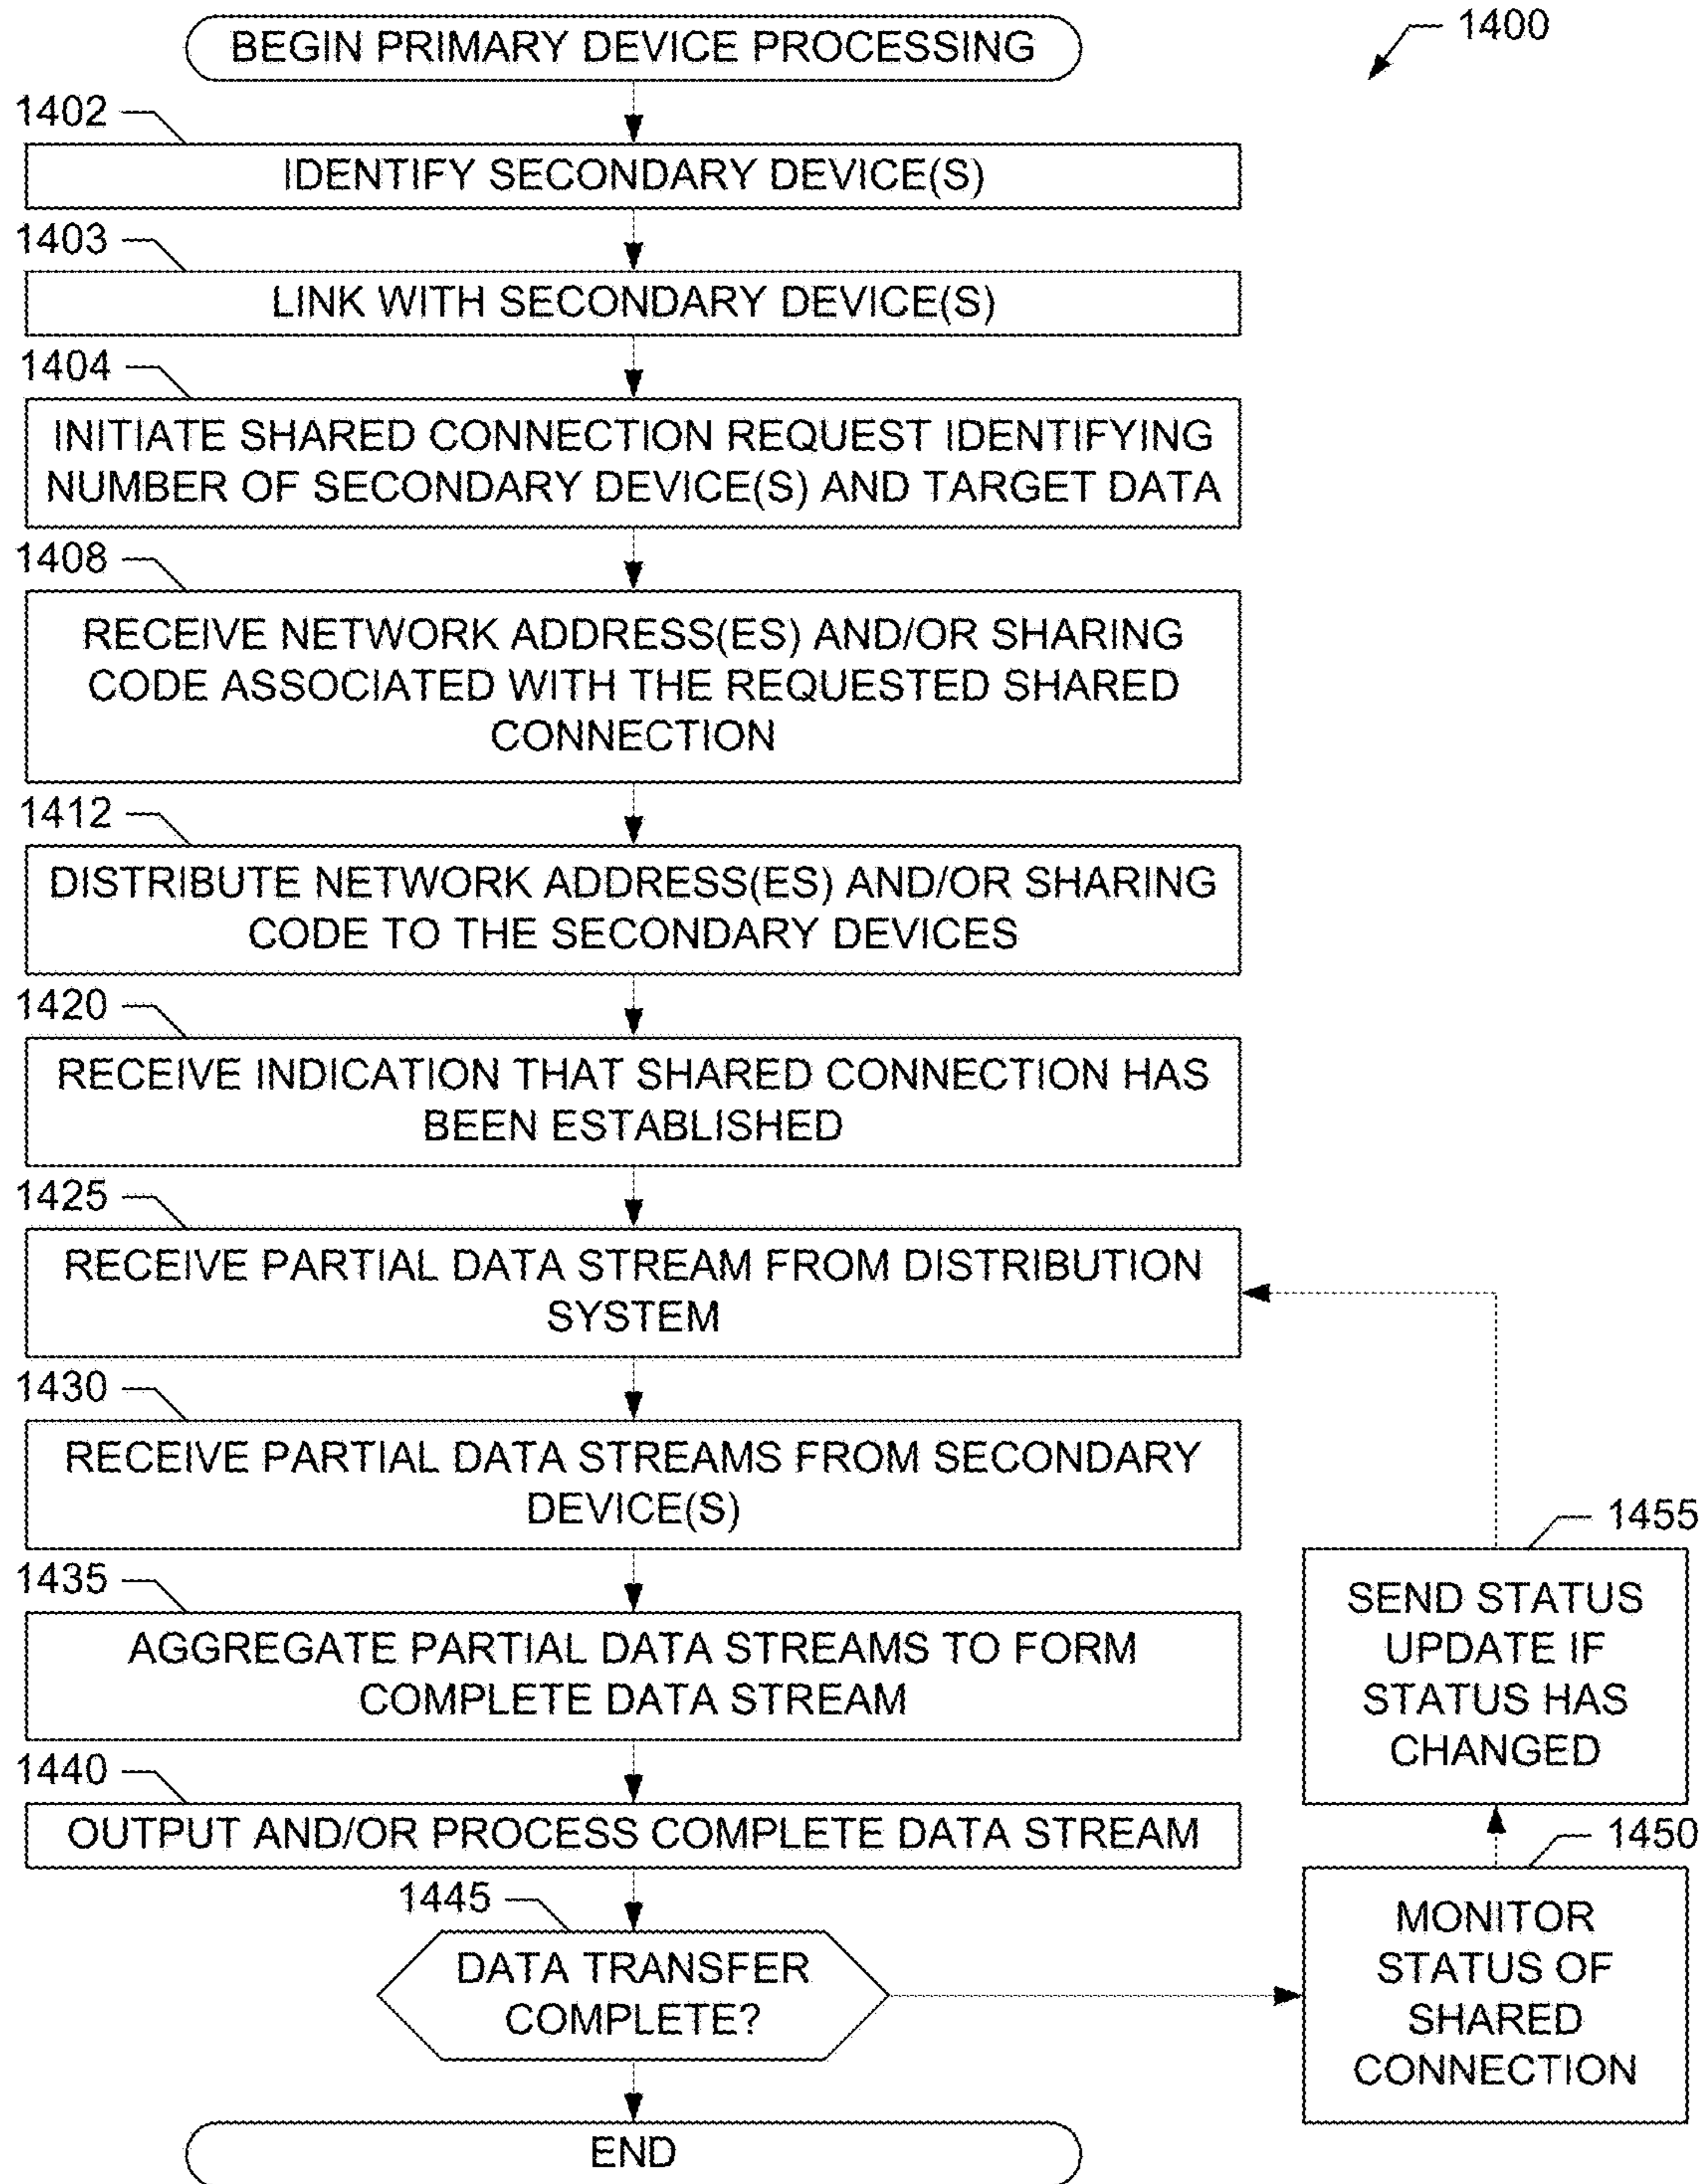 BEGIN PRIMARY DEVICE PROCESSING
1400
1402
IDENTIFY SECONDARY DEVICE(S)
1403
LINK WITH SECONDARY DEVICE(S)
1404
INITIATE SHARED CONNECTION REQUEST IDENTIFYING
NUMBER OF SECONDARY DEVICE(S) AND TARGET DATA
1408
RECEIVE NETWORK ADDRESS(ES) AND/OR SHARING
CODE ASSOCIATED WITH THE REQUESTED SHARED
CONNECTION
1412
DISTRIBUTE NETWORK ADDRESS(ES) AND/OR SHARING
CODE TO THE SECONDARY DEVICES
1420
RECEIVE INDICATION THAT SHARED CONNECTION HAS
BEEN ESTABLISHED
1425
RECEIVE PARTIAL DATA STREAM FROM DISTRIBUTION
SYSTEM
1430
RECEIVE PARTIAL DATA STREAMS FROM SECONDARY
DEVICE(S)
1435
AGGREGATE PARTIAL DATA STREAMS TO FORM
COMPLETE DATA STREAM
1440
OUTPUT AND/OR PROCESS COMPLETE DATA STREAM
1445
DATA TRANSFER
COMPLETE?
END
1455
SEND STATUS
UPDATE IF
STATUS HAS
CHANGED
1450
MONITOR
STATUS OF
SHARED
CONNECTION